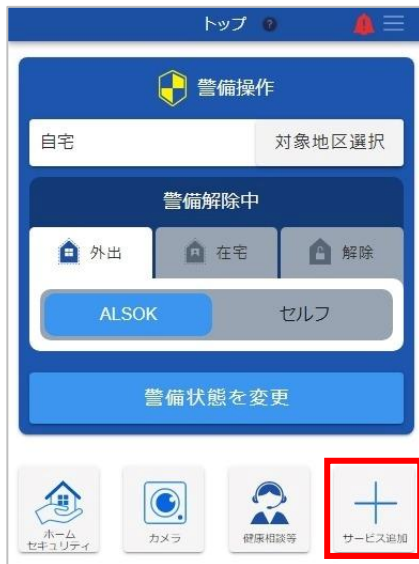 トップ ?
警備操作
自宅 対象地区選択
警備解除中
外出 在宅 解除
ALSOK セルフ
警備状態を変更
ホーム
セキュリティ
カメラ
健康相談等
サービス追加